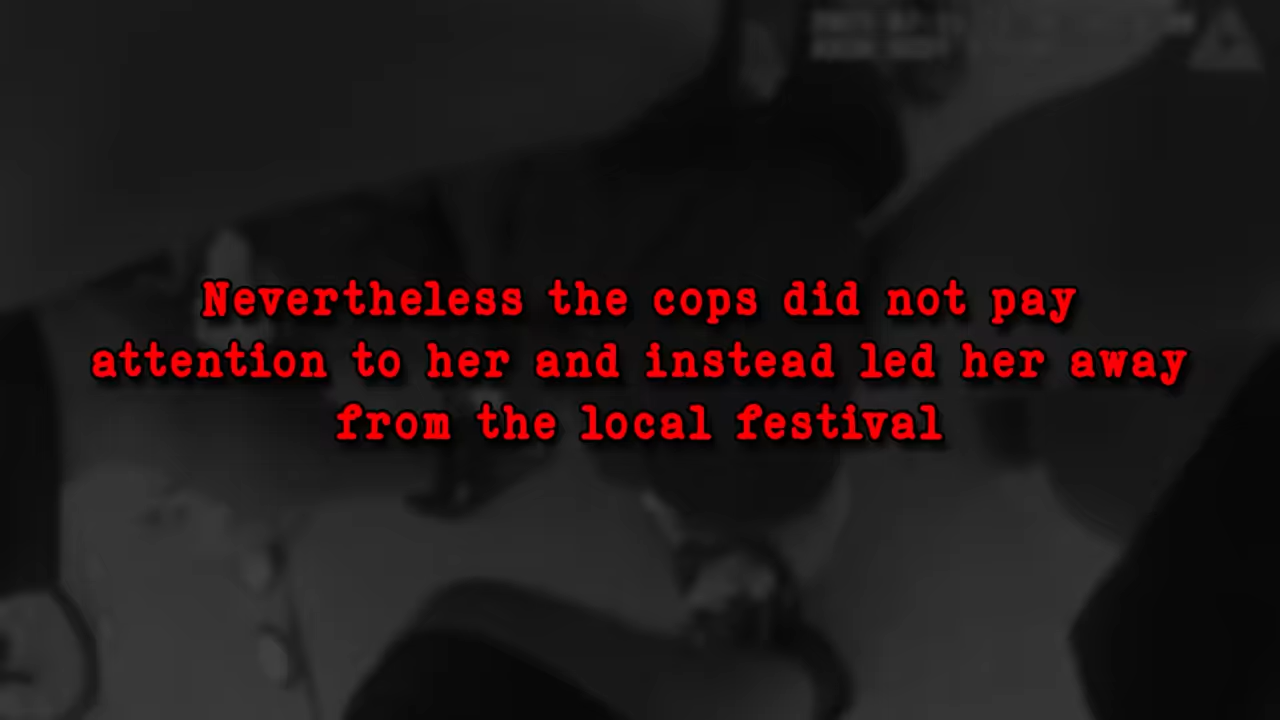 Nevertheless the cops did not pay
attention to her and instead led her away
from the local festival